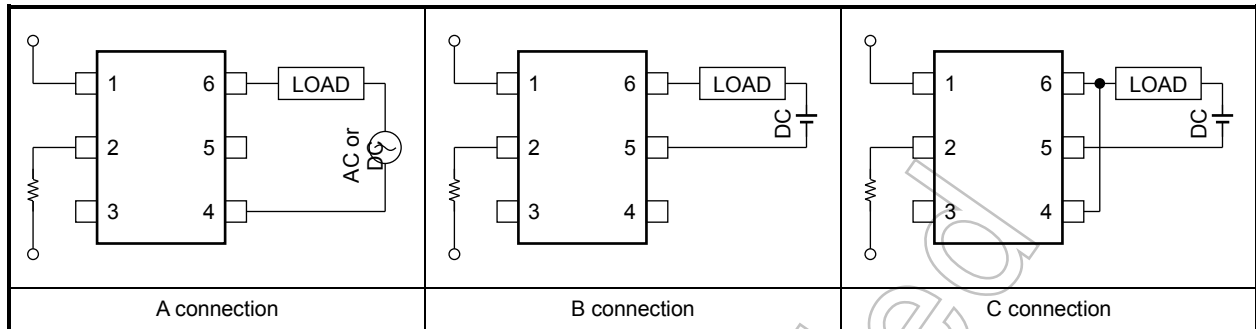 1 6 LOAD
2 5
3 4
AC or
DC
A connection
1 6 LOAD
DC
2 5
3 4
B connection
1 6 LOAD
DC
2 5
3 4
C connection